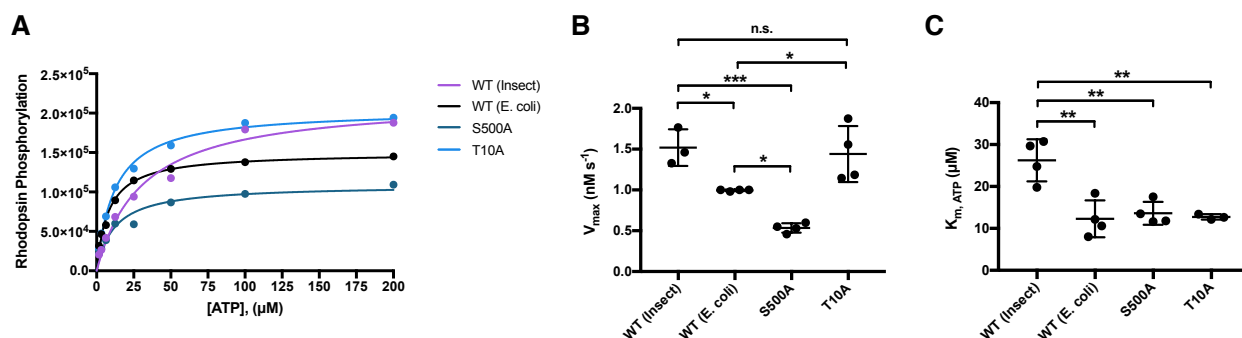 A
Rhodopsin Phosphorylation
2.5×10⁵
2.0×10⁵
1.5×10⁵
1.0×10⁵
5.0×10⁴
0.0
0 25 50 75 100 125 150 175 200
[ATP], (µM)
WT (Insect)
WT (E. coli)
S500A
T10A
B
n.s.
*
***
*
*
Vmax (nM s⁻¹)
2.0
1.5
1.0
0.5
0.0
WT (Insect)
WT (E. coli)
S500A
T10A
C
**
**
**
Km, ATP (µM)
40
30
20
10
0
WT (Insect)
WT (E. coli)
S500A
T10A